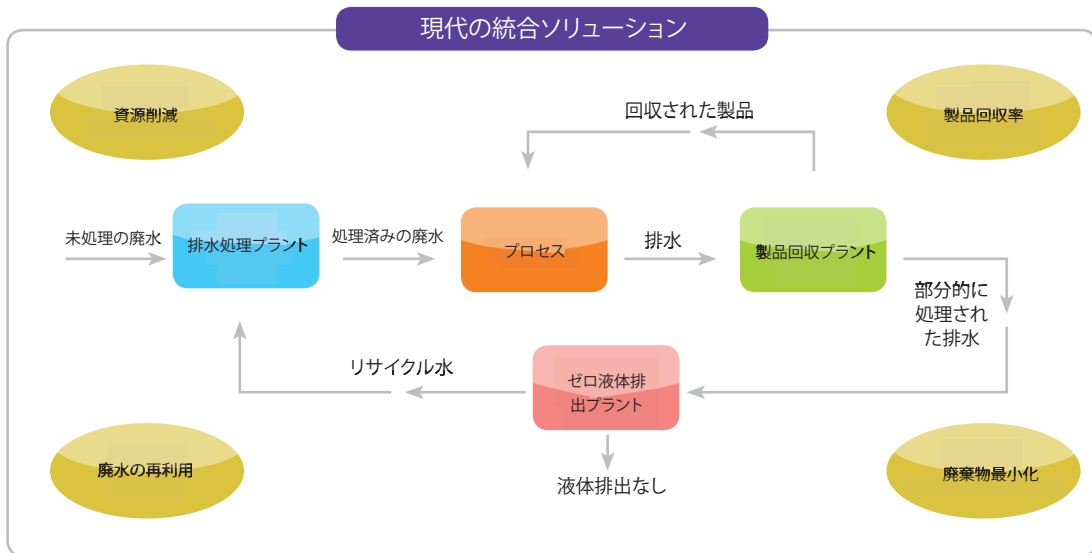 現代の統合ソリューション
資源削減
製品回収率
回収された製品
未処理の廃水
排水処理プラント
処理済みの廃水
プロセス
排水
製品回収プラント
部分的に
処理され
た排水
リサイクル水
ゼロ液体排
出プラント
廃水の再利用
液体排出なし
廃棄物最小化